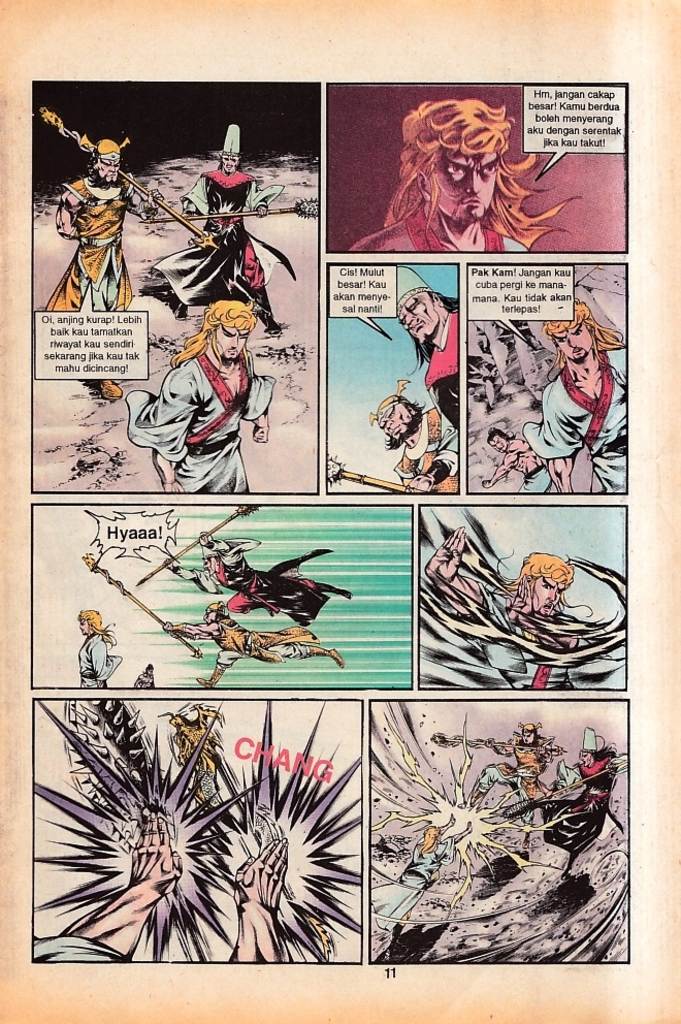 Oi, anjing kurap! Lebih
baik kau tamatkan
riwayat kau sendiri
sekarang jika kau tak
mahu dicincang!
Hm, jangan cakap
besar! Kamu berdua
boleh menyerang
aku dengan serentak
jika kau takut!
Cis! Mulut
besar! Kau
akan menye-
sal nanti!
Pak Kam! Jangan kau
cuba pergi ke mana-
mana. Kau tidak akan
terlepas!
Hyaaa!
CHANG
11